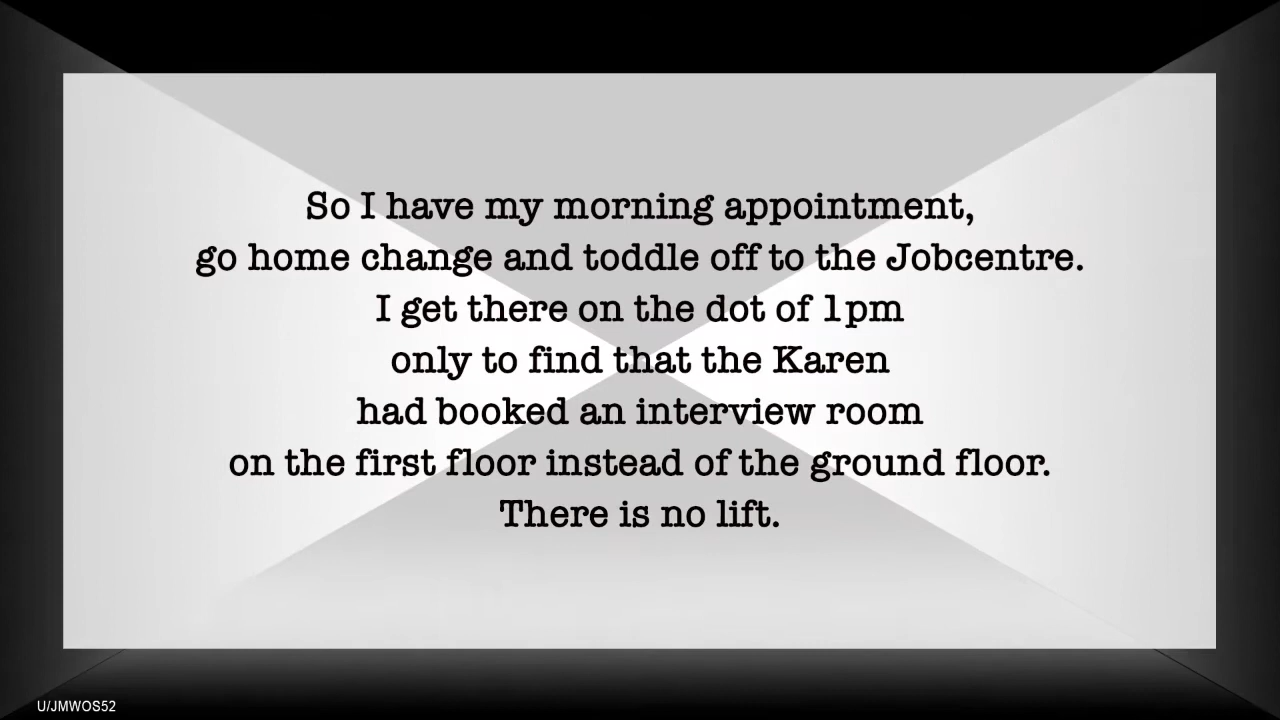 So I have my morning appointment,
go home change and toddle off to the Jobcentre.
I get there on the dot of 1pm
only to find that the Karen
had booked an interview room
on the first floor instead of the ground floor.
There is no lift.
U/JMWOS52